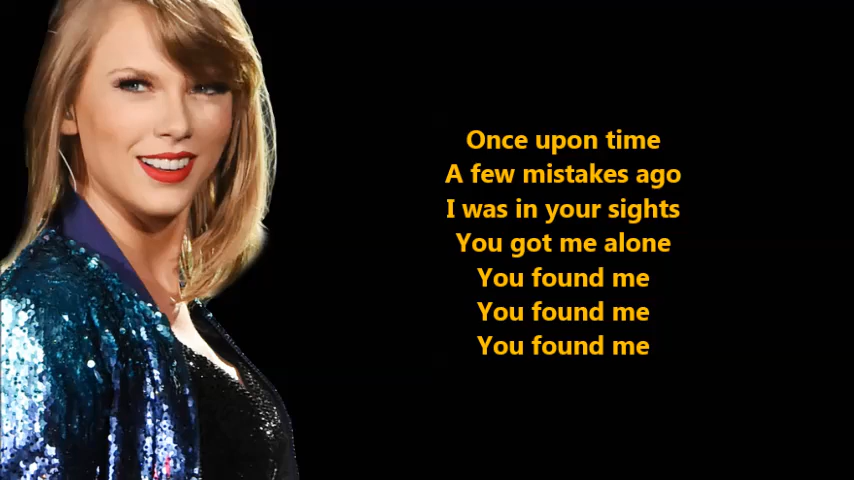 Once upon time
A few mistakes ago
I was in your sights
You got me alone
You found me
You found me
You found me